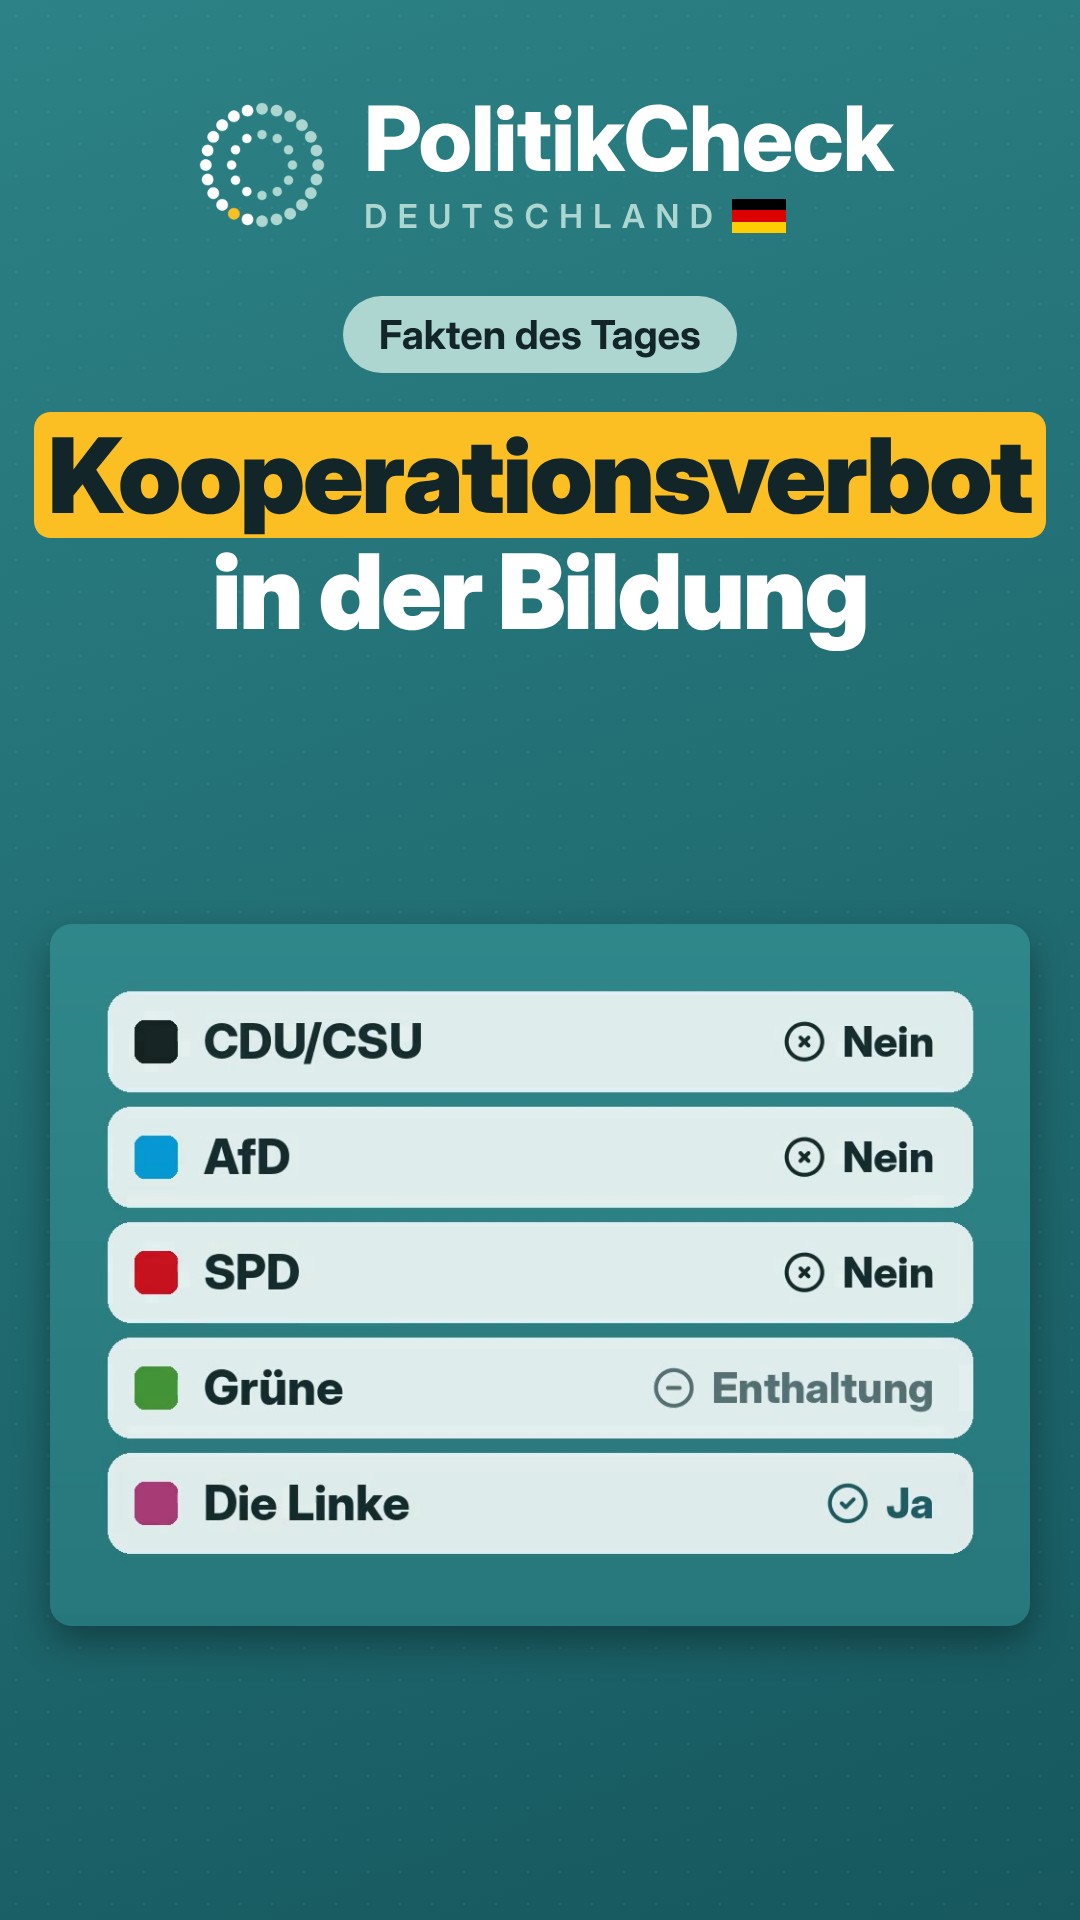 PolitikCheck
DEUTSCHLAND
Fakten des Tages
Kooperationsverbot
in der Bildung
CDU/CSU Nein
AfD Nein
SPD Nein
Grüne Enthaltung
Die Linke Ja